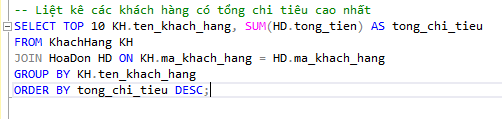 -- Liệt kê các khách hàng có tổng chi tiêu cao nhất
SELECT TOP 10 KH.ten_khach_hang, SUM(HD.tong_tien) AS tong_chi_tieu
FROM KhachHang KH
JOIN HoaDon HD ON KH.ma_khach_hang = HD.ma_khach_hang
GROUP BY KH.ten_khach_hang
ORDER BY tong_chi_tieu DESC;